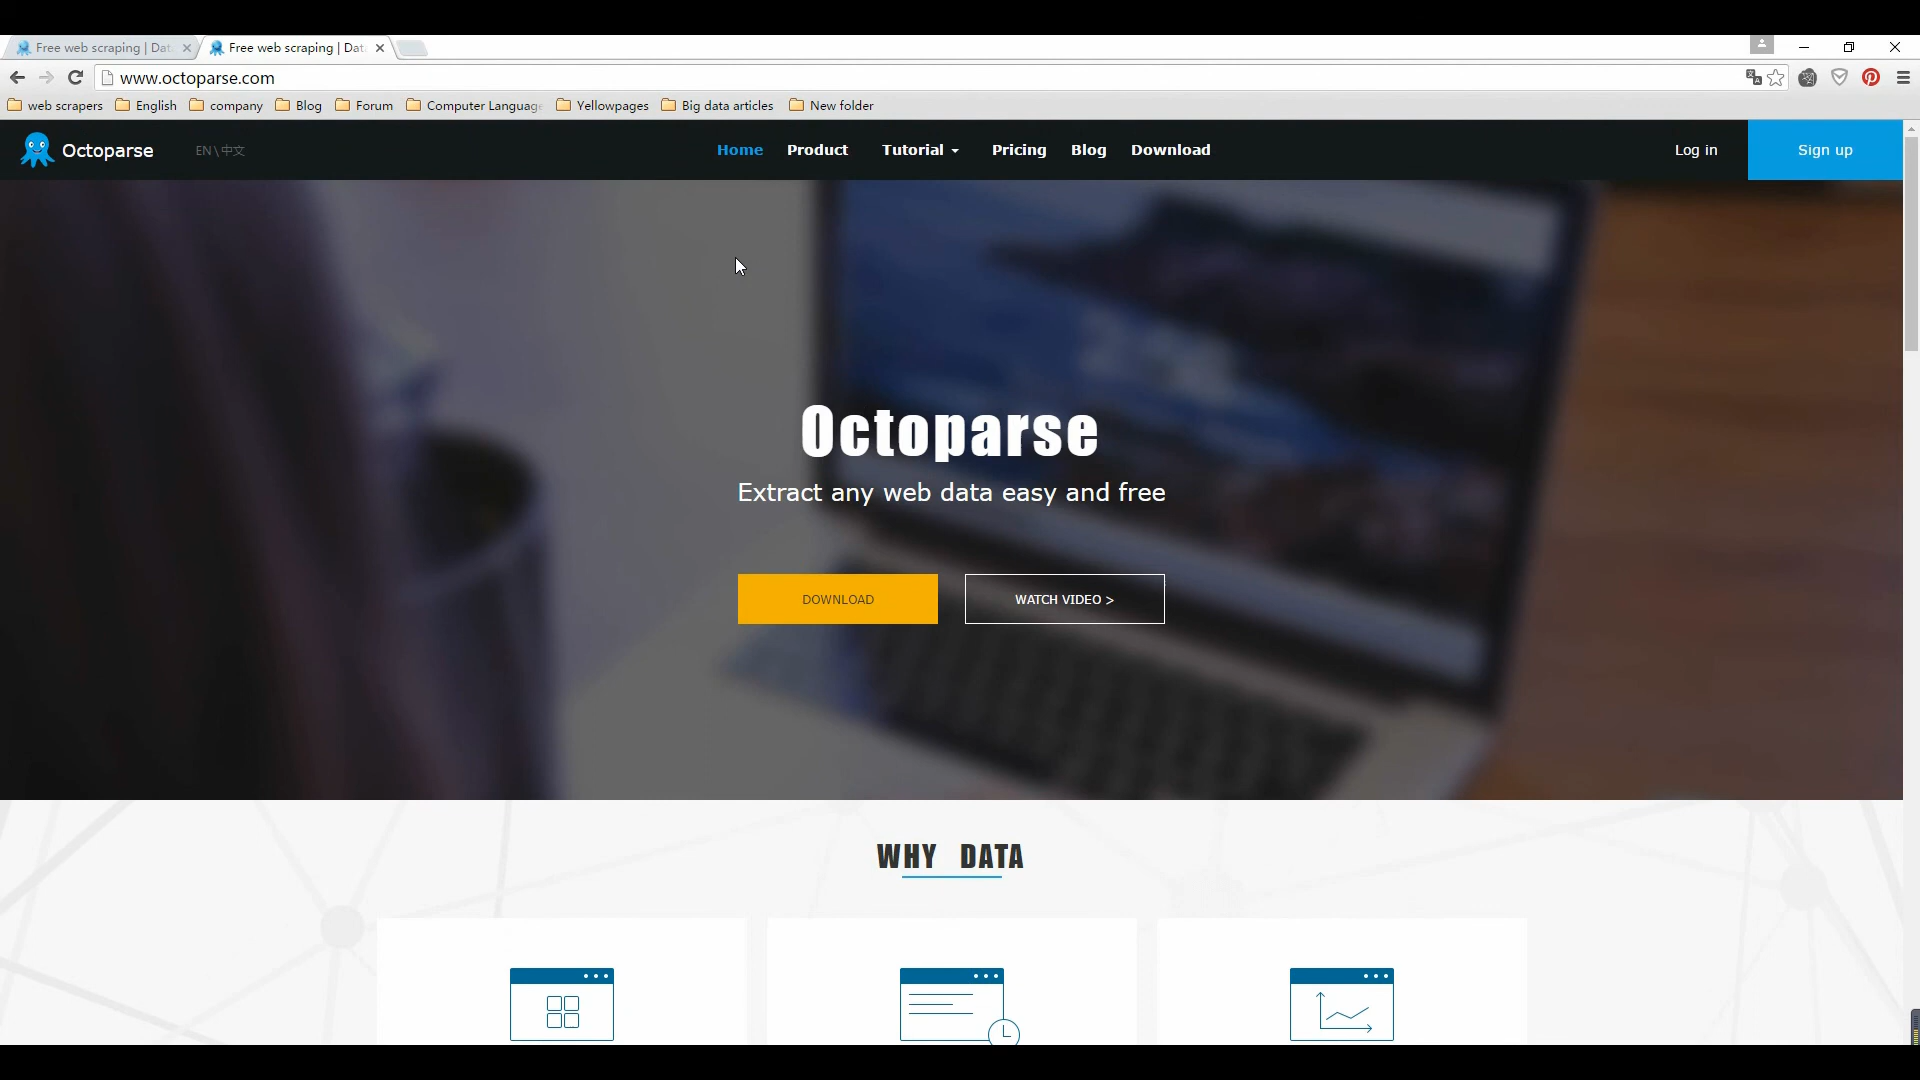 Free web scraping | Dat
Free web scraping | Dat
www.octoparse.com
web scrapers English company Blog Forum Computer Language Yellowpages Big data articles New folder
Octoparse EN \ 中文 Home Product Tutorial Pricing Blog Download Log in Sign up
Octoparse
Extract any web data easy and free
DOWNLOAD WATCH VIDEO >
WHY DATA